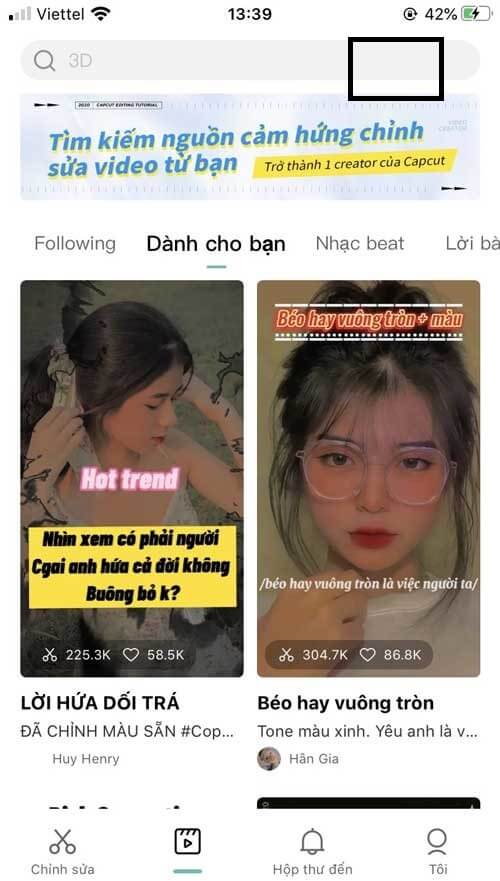 Viettel
13:39
42%
3D
2020 CAPCUT EDITING TUTORIAL
VIDEO
CREATOR
Tìm kiếm nguồn cảm hứng chỉnh
sửa video từ bạn
Trở thành 1 creator của Capcut
Following Dành cho bạn Nhạc beat Lời bà
Hot trend
Nhìn xem có phải người
Cgai anh hứa cả đời không
Buông bỏ k?
225.3K 58.5K
LỜI HỨA DỐI TRÁ
ĐÃ CHỈNH MÀU SẴN #Cop...
Huy Henry
Béo hay vuông tròn + màu
/béo hay vuông tròn là việc người ta/
304.7K 86.8K
Béo hay vuông tròn
Tone màu xinh. Yêu anh là v...
Hân Gia
Chỉnh sửa
Hộp thư đến
Tôi